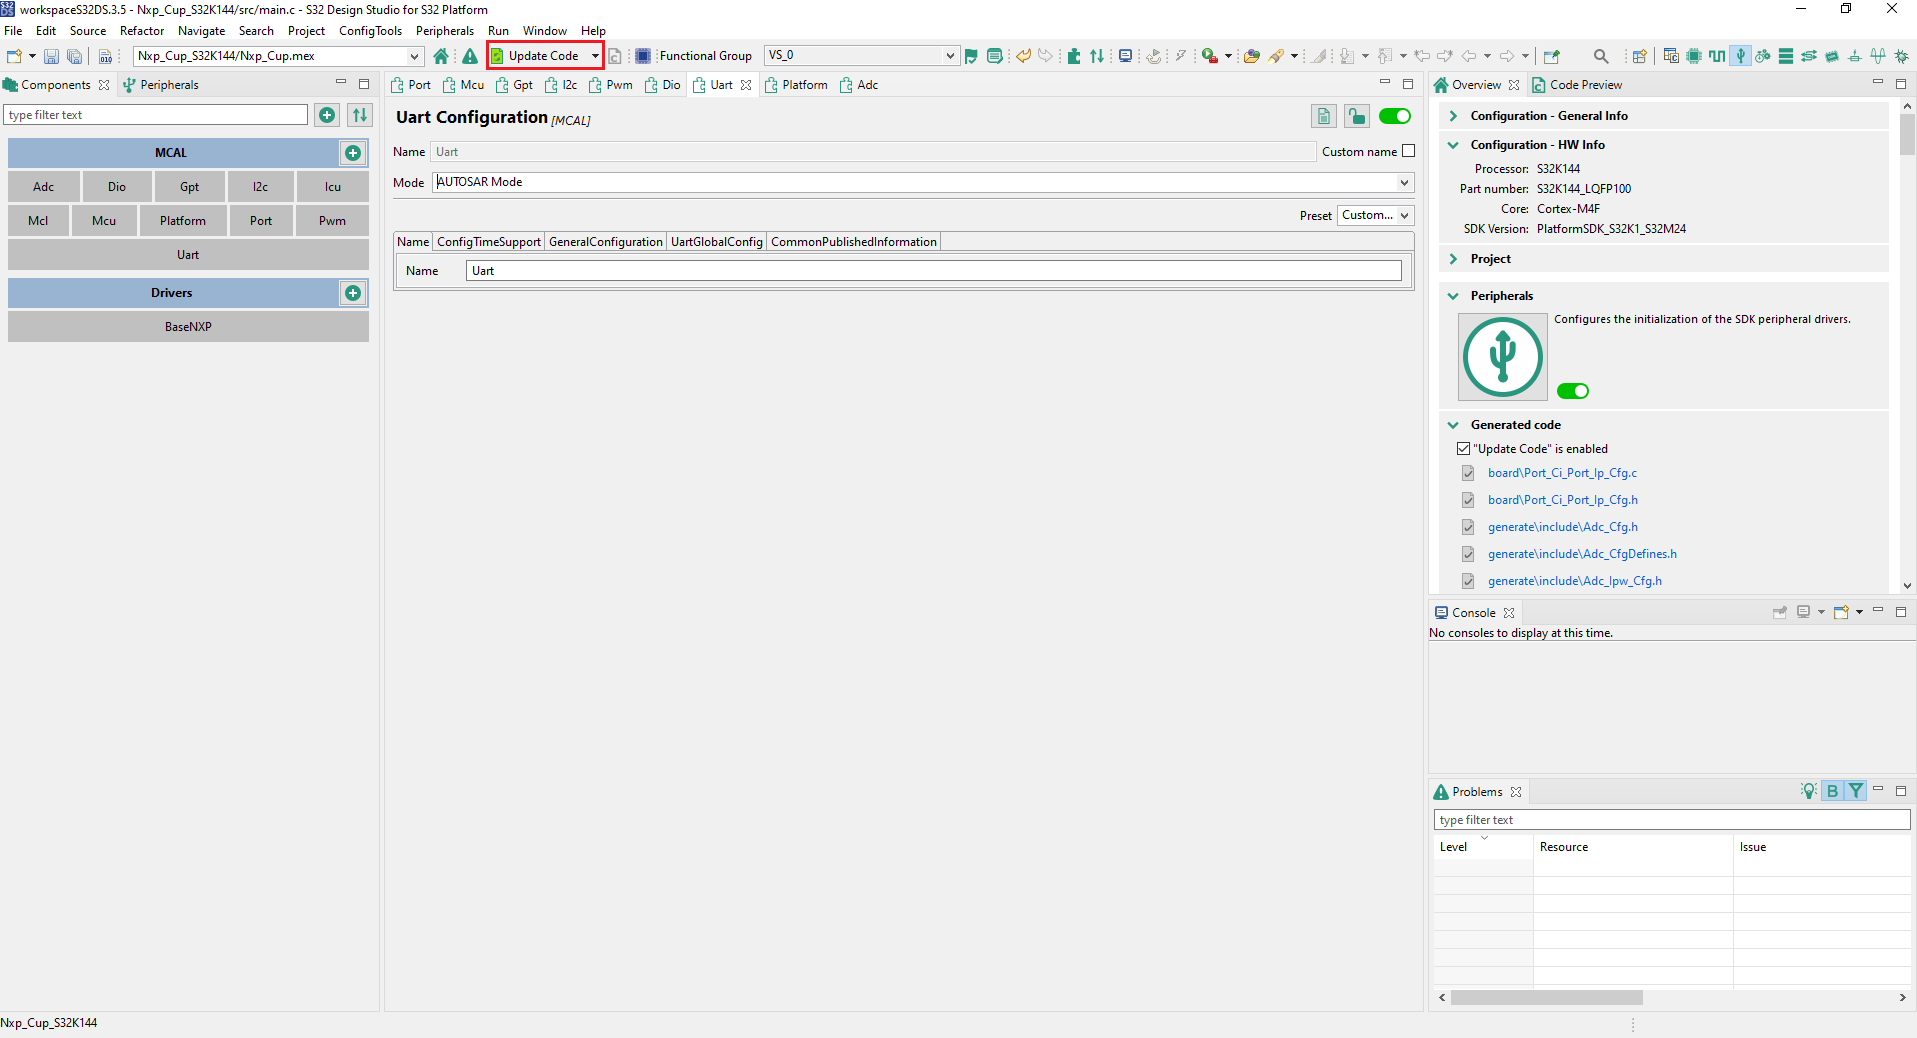 workspaceS32DS.3.5 - Nxp_Cup_S32K144/src/main.c - S32 Design Studio for S32 Platform
File Edit Source Refactor Navigate Search Project ConfigTools Peripherals Run Window Help
Nxp_Cup_S32K144/Nxp_Cup.mex Update Code Functional Group VS_0
Components Peripherals
type filter text
MCAL
Adc Dio Gpt I2c Icu
Mcl Mcu Platform Port Pwm
Uart
Drivers
BaseNXP
Port Mcu Gpt I2c Pwm Dio Uart Platform Adc
Uart Configuration [MCAL]
Name Uart Custom name
Mode AUTOSAR Mode
Preset Custom...
Name ConfigTimeSupport GeneralConfiguration UartGlobalConfig CommonPublishedInformation
Name Uart
Overview Code Preview
Configuration - General Info
Configuration - HW Info
Processor: S32K144
Part number: S32K144_LQFP100
Core: Cortex-M4F
SDK Version: PlatformSDK_S32K1_S32M24
Project
Peripherals
Configures the initialization of the SDK peripheral drivers.
Generated code
"Update Code" is enabled
board\Port_Ci_Port_Ip_Cfg.c
board\Port_Ci_Port_Ip_Cfg.h
generate\include\Adc_Cfg.h
generate\include\Adc_CfgDefines.h
generate\include\Adc_Ipw_Cfg.h
Console
No consoles to display at this time.
Problems
B
type filter text
Level Resource Issue
Nxp_Cup_S32K144